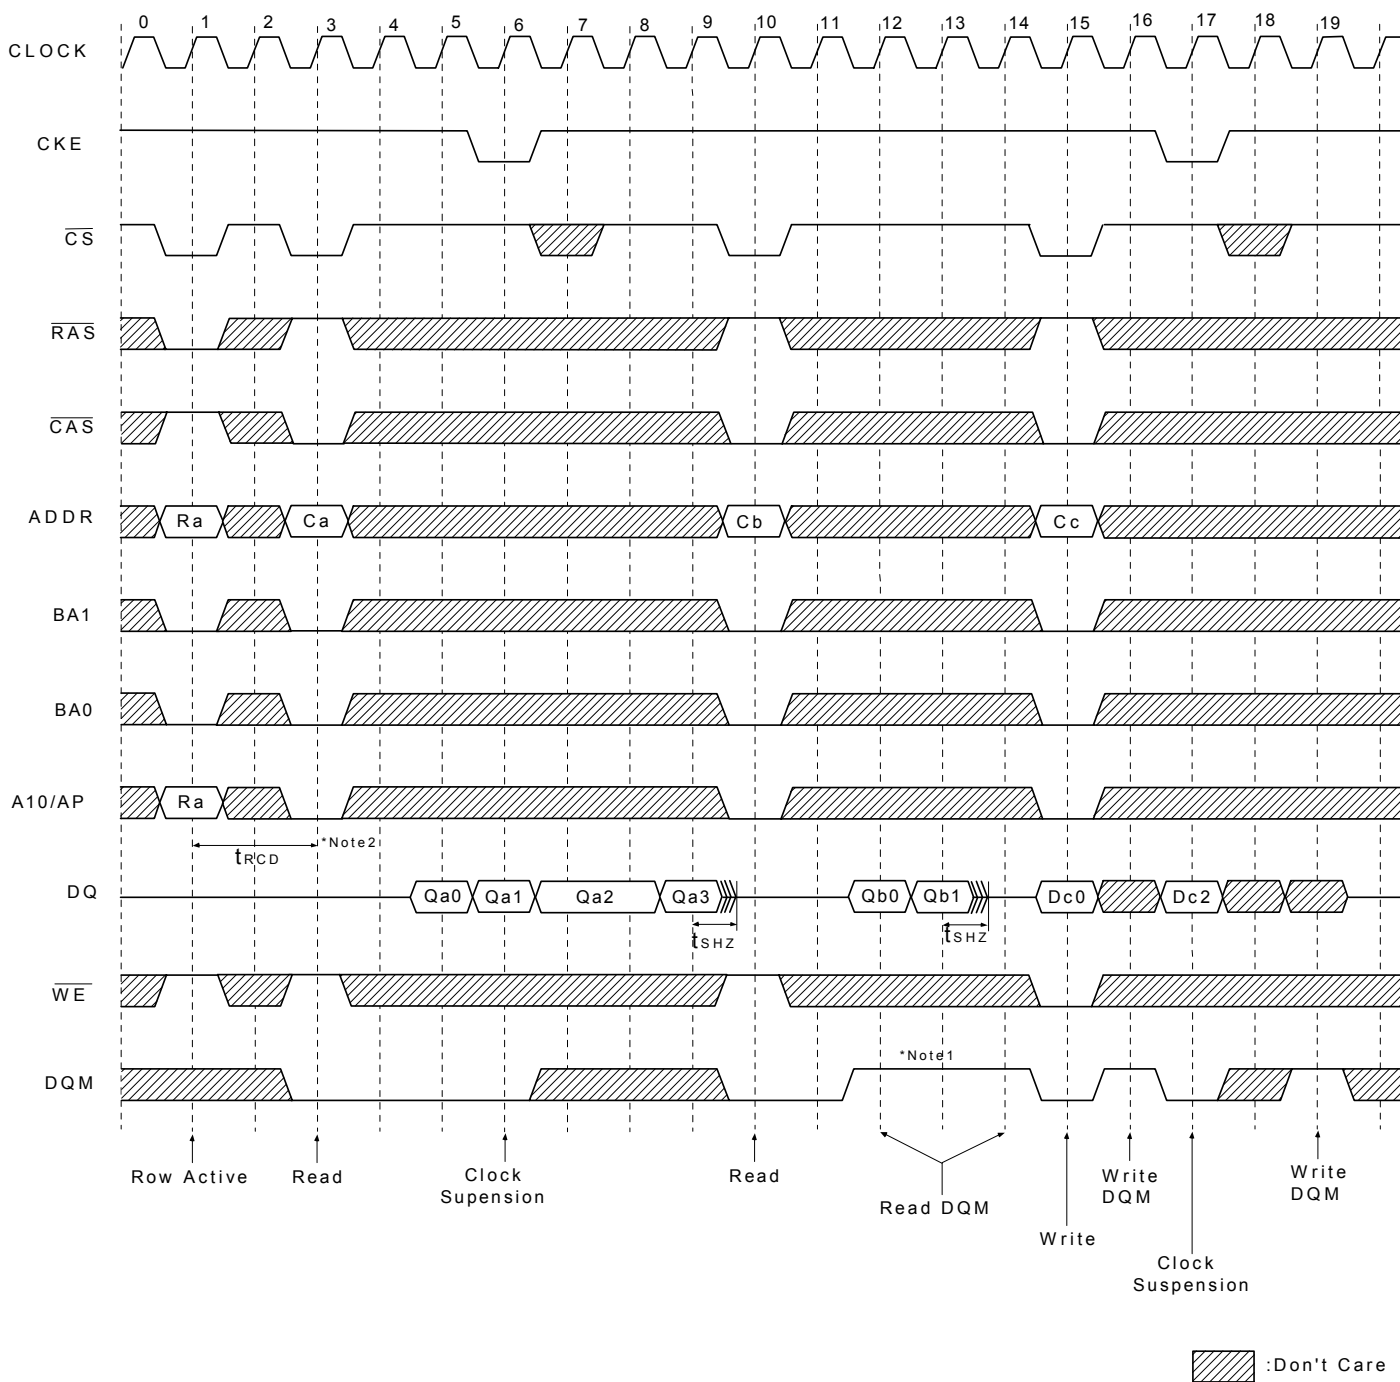 0 1 2 3 4 5 6 7 8 9 10 11 12 13 14 15 16 17 18 19
CLOCK
CKE
CS
RAS
CAS
ADDR Ra Ca Cb Cc
BA1
BA0
A10/AP Ra
tRCD *Note2
DQ Qa0 Qa1 Qa2 Qa3 Qb0 Qb1 Dc0 Dc2
tSHZ tSHZ
WE
*Note1
DQM
Row Active
Read
Clock
Supension
Read
Read DQM
Write
Write
DQM
Clock
Suspension
Write
DQM
:Don't Care